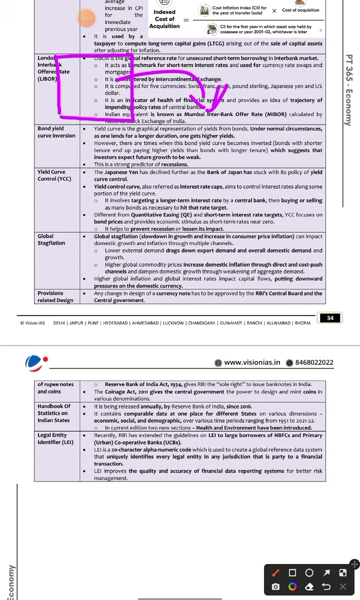 average
increase in CPI
for the
immediate
previous year
It is used by a
taxpayer to compute long-term capital gains (LTCG) arising out of the sale of capital assets
after adjusting for inflation.
Indexed
Cost of
Acquisition
Cost Inflation Index (CII) for
the year of transfer (sale)
× Cost of acquisition
CII for the first year in which asset was held by
assessee or year 2001-02, whichever is later
PT 365 - Economy
London
Interbank
Offered Rate
(LIBOR)
LIBOR is the global reference rate for unsecured short-term borrowing in interbank market.
It acts as benchmark for short-term interest rates and used for currency rate swaps and
mortgages
by Intercontinental Exchange.
It is computed for five currencies: Swiss pound sterling, Japanese yen and US
dollar.
It is an indicator of health of financial and provides an idea of trajectory of
impending policy rates of central
Indian is known as Mumbai Inter-Bank Offer Rate (MIBOR) calculated by
Exchange of India.
Bond yield
curve inversion
Yield curve is the graphical representation of yields from bonds. Under normal circumstances,
as one lends for a longer duration, one gets higher yields.
However, there are times when this bond yield curve become inverted (bonds with shorter
tenure end up paying higher yields than bonds with longer tenure) which suggests that
investors expect future growth to be weak.
This is a strong predictor of recessions.
Yield Curve
Control (YCC)
The Japanese Yen has declined further as the Bank of Japan has stuck with its policy of yield
curve control.
Yield control curve, also referred as interest rate caps, aims to control interest rates along some
portion of the yield curve.
It involves targeting a longer-term interest rate by a central bank, then buying or selling
as many bonds as necessary to hit that rate target.
Different from Quantitative Easing (QE) and short-term interest rate targets, YCC focuses on
bond prices and provides economic stimulus as short-term rates near zero.
It helps to prevent recession or lessen its impact.
Global
Stagflation
Global stagflation (slowdown in growth and increase in consumer price inflation) can impact
domestic growth and inflation through multiple channels.
Lower external demand drags down export demand and overall domestic demand and
growth.
Higher global commodity prices increase domestic inflation through direct and cost-push
channels and dampen domestic growth through weakening of aggregate demand.
Higher global inflation and global interest rates impact capital flows, putting downward
pressures on the domestic currency.
Provisions
related Design
Any change in design of a currency note has to be approved by the RBI's Central Board and the
Central government.
34
© Vision IAS
DELHI | JAIPUR | PUNE | HYDERABAD | AHMEDABAD | LUCKNOW | CHANDIGARH | GUWAHATI | RANCHI | ALLAHABAD | BHOPAL
www.visionias.in
8468022022
of rupee notes
and coins
Reserve Bank of India Act, 1934, gives RBI the "sole right" to issue banknotes in India.
The Coinage Act, 2011 gives the central government the power to design and mint coins in
various denominations.
Handbook Of
Statistics on
Indian States
It is being released annually, by Reserve Bank of India, since 2016.
It contains comparable data at one place for different States on various dimensions –
economic, social, and demographic, over various time periods ranging from 1951 to 2021-22.
In current edition two new sections – Health and Environment have been introduced.
Legal Entity
Identifier (LEI)
Recently, RBI has extended the guidelines on LEI to large borrowers of NBFCs and Primary
(Urban) Co-operative Banks (UCBs).
LEI is a 20-character alpha-numeric code which is used to create a global reference data system
that uniquely identifies every legal entity in any jurisdiction that is party to a financial
transaction.
LEI improves the quality and accuracy of financial data reporting systems for better risk
management.
Economy